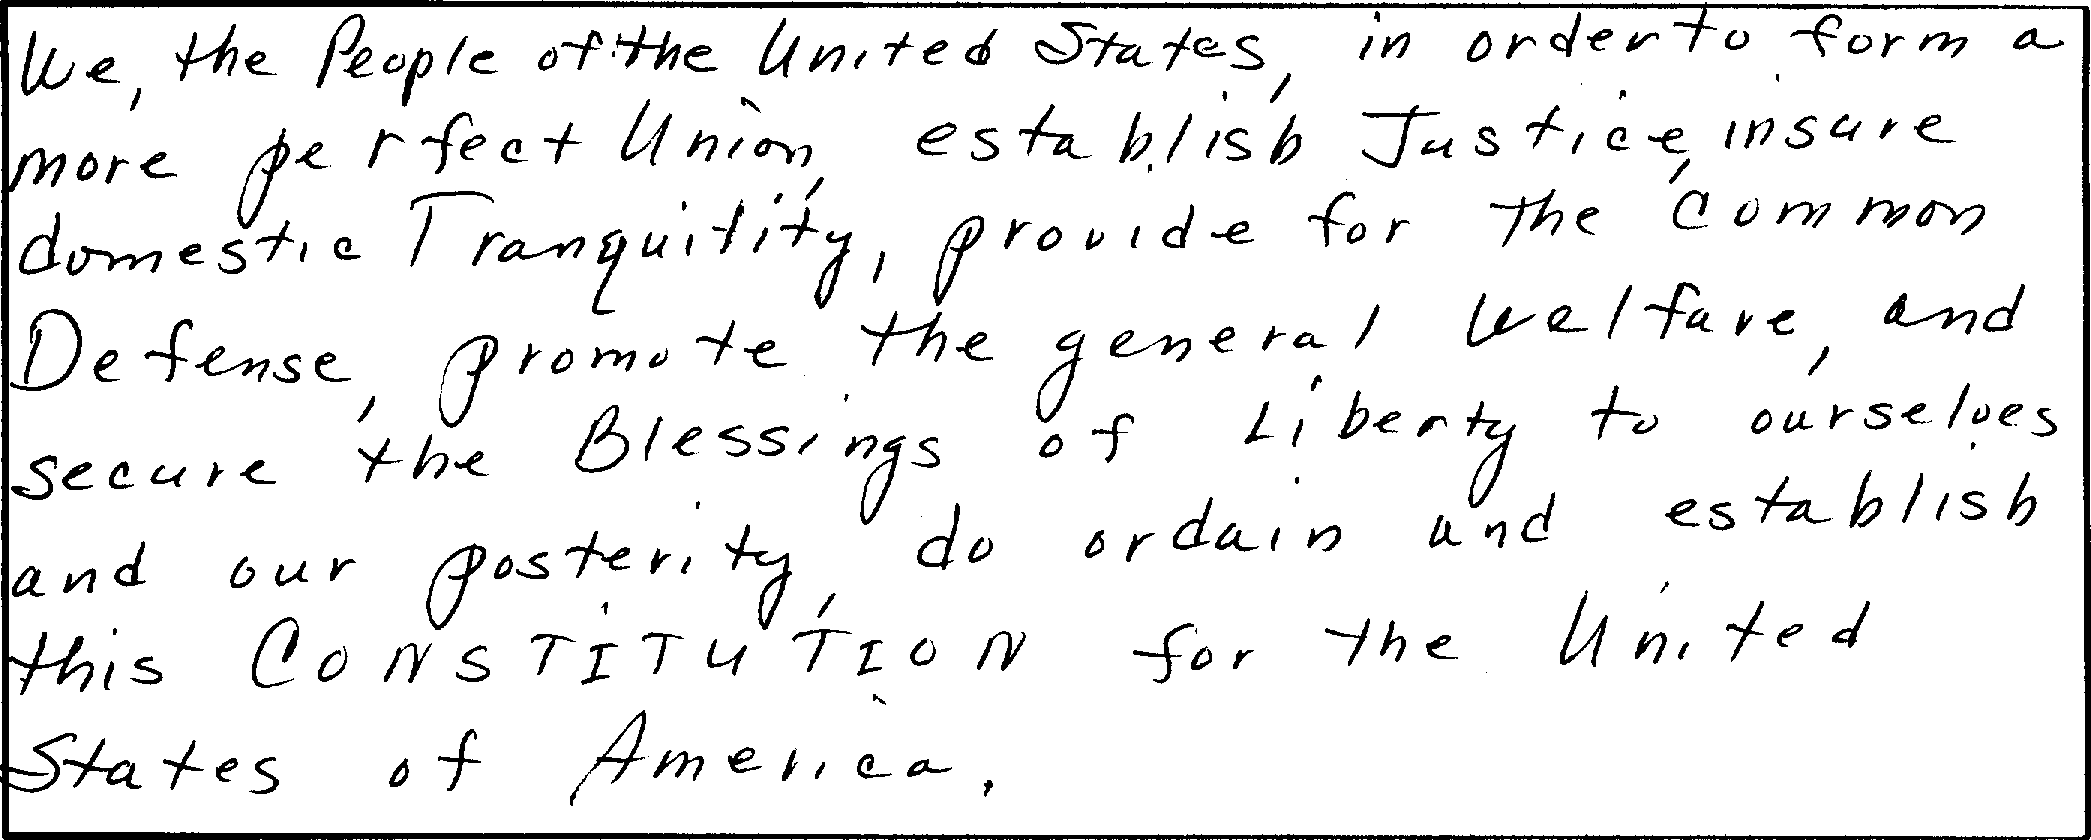 We, the People of the United States, in order to form a
more perfect Union, establish Justice, insure
domestic Tranquility, provide for the Common
Defense, promote the general Welfare, and
secure the Blessings of Liberty to ourselves
and our posterity, do ordain and establish
this CONSTITUTION for the United
States of America.